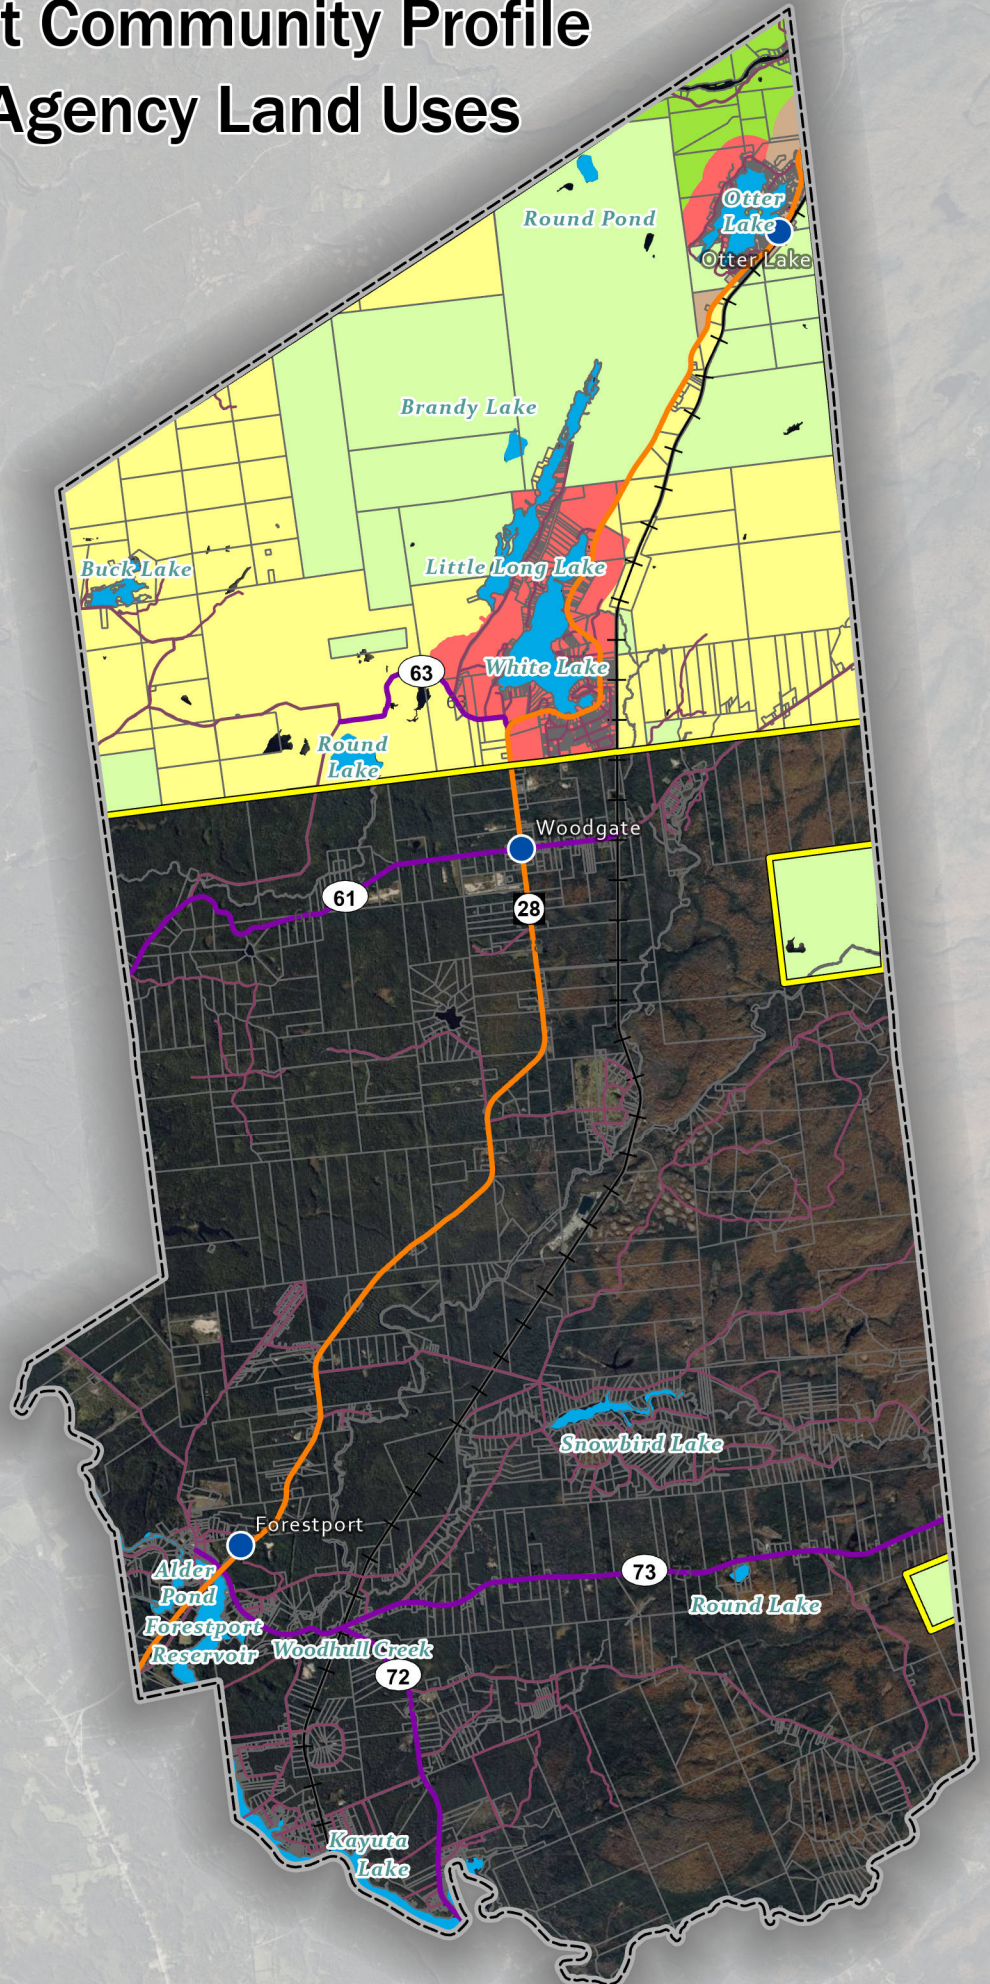 t Community Profile
Agency Land Uses
Otter
Lake
Round Pond
Otter Lake
Brandy Lake
Buck Lake
Little Long Lake
White Lake
63
Round
Lake
Woodgate
61
28
Snowbird Lake
Forestport
Alder
Pond
73
Round Lake
Forestport
Reservoir
Woodhull Creek
72
Kayuta
Lake